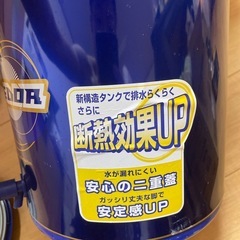 新構造タンクで排水らくらく
さらに
断熱効果UP
水が漏れにくい
安心の二重蓋
ガッシリ丈夫な脚で
安定感UP